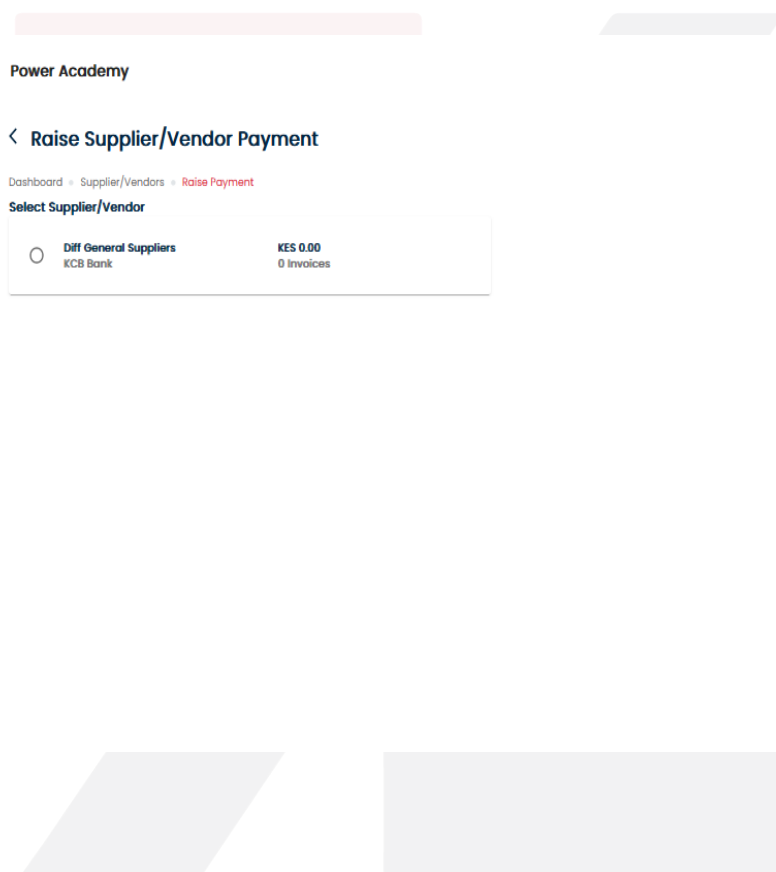 Power Academy
Raise Supplier/Vendor Payment
Dashboard Supplier/Vendors Raise Payment
Select Supplier/Vendor
Diff General Suppliers KES 0.00
KCB Bank 0 Invoices